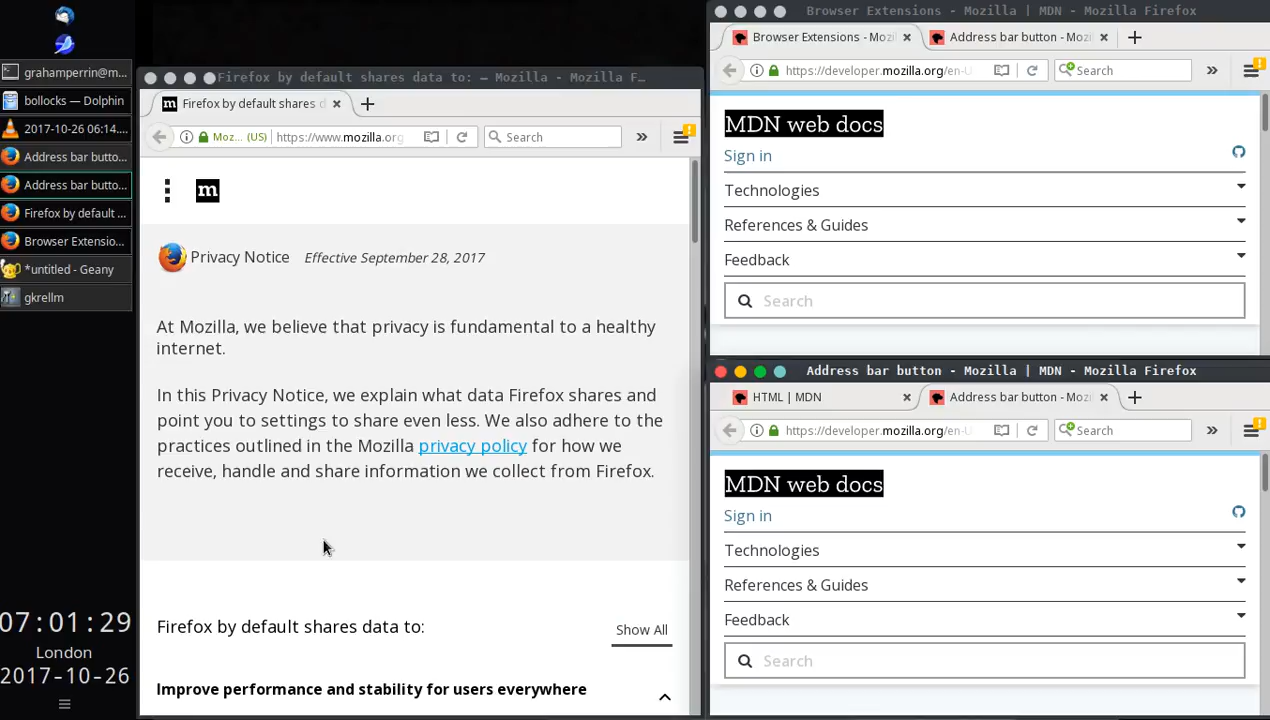 grahamperrin@m...
bollocks — Dolphin
2017-10-26 06:14....
Address bar butto...
Address bar butto...
Firefox by default ...
Browser Extensio...
*untitled - Geany
gkrellm
07:01:29
London
2017-10-26
Firefox by default shares data to: — Mozilla - Mozilla F...
Firefox by default shares d
Moz... (US)
https://www.mozilla.org
Search
m
Privacy Notice
Effective September 28, 2017
At Mozilla, we believe that privacy is fundamental to a healthy
internet.
In this Privacy Notice, we explain what data Firefox shares and
point you to settings to share even less. We also adhere to the
practices outlined in the Mozilla privacy policy for how we
receive, handle and share information we collect from Firefox.
Firefox by default shares data to:
Show All
Improve performance and stability for users everywhere
Browser Extensions - Mozilla | MDN - Mozilla Firefox
Browser Extensions - Mozi
Address bar button - Mozi
https://developer.mozilla.org/en-U
Search
MDN web docs
Sign in
Technologies
References & Guides
Feedback
Search
Address bar button - Mozilla | MDN - Mozilla Firefox
HTML | MDN
Address bar button - Mozi
https://developer.mozilla.org/en-U
Search
MDN web docs
Sign in
Technologies
References & Guides
Feedback
Search